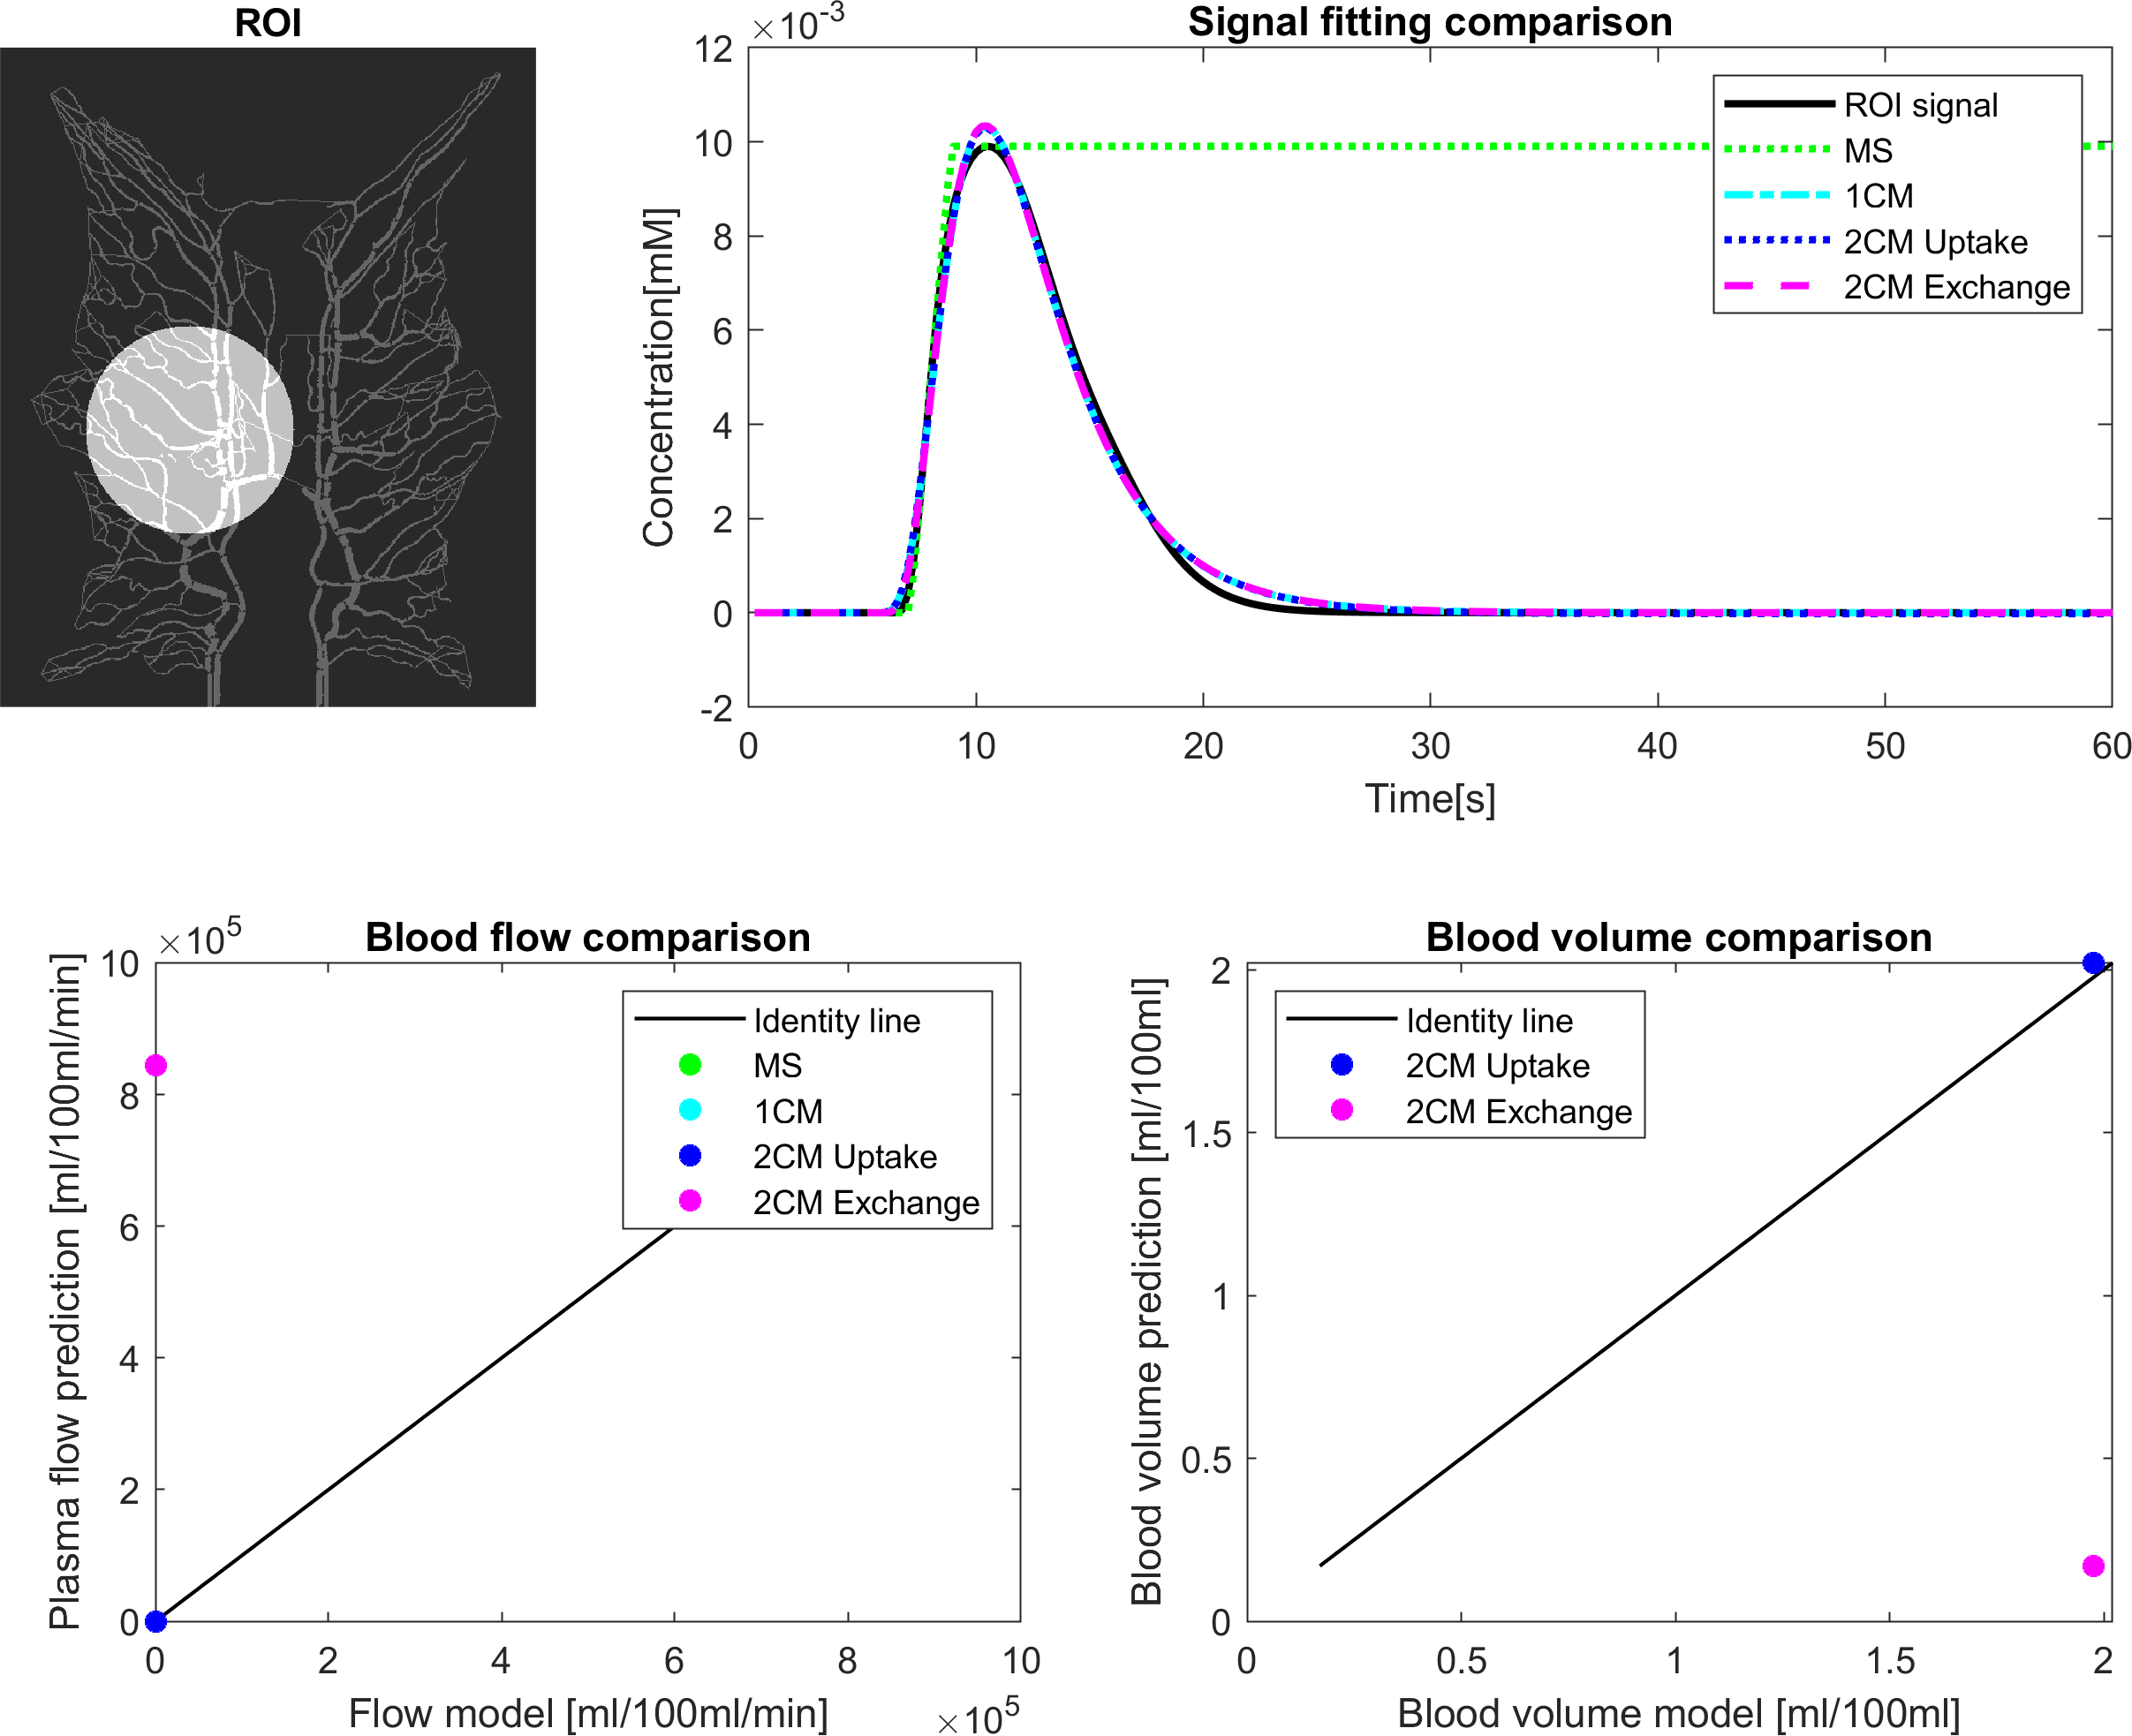 ROI
Signal fitting comparison
×10⁻³
12
10
8
6
4
2
0
-2
Concentration[mM]
0 10 20 30 40 50 60
Time[s]
ROI signal
MS
1CM
2CM Uptake
2CM Exchange
Blood flow comparison
×10⁵
10
8
6
4
2
0
Plasma flow prediction [ml/100ml/min]
0 2 4 6 8 10
Flow model [ml/100ml/min]
×10⁵
Identity line
MS
1CM
2CM Uptake
2CM Exchange
Blood volume comparison
2
1.5
1
0.5
0
Blood volume prediction [ml/100ml]
0 0.5 1 1.5 2
Blood volume model [ml/100ml]
Identity line
2CM Uptake
2CM Exchange